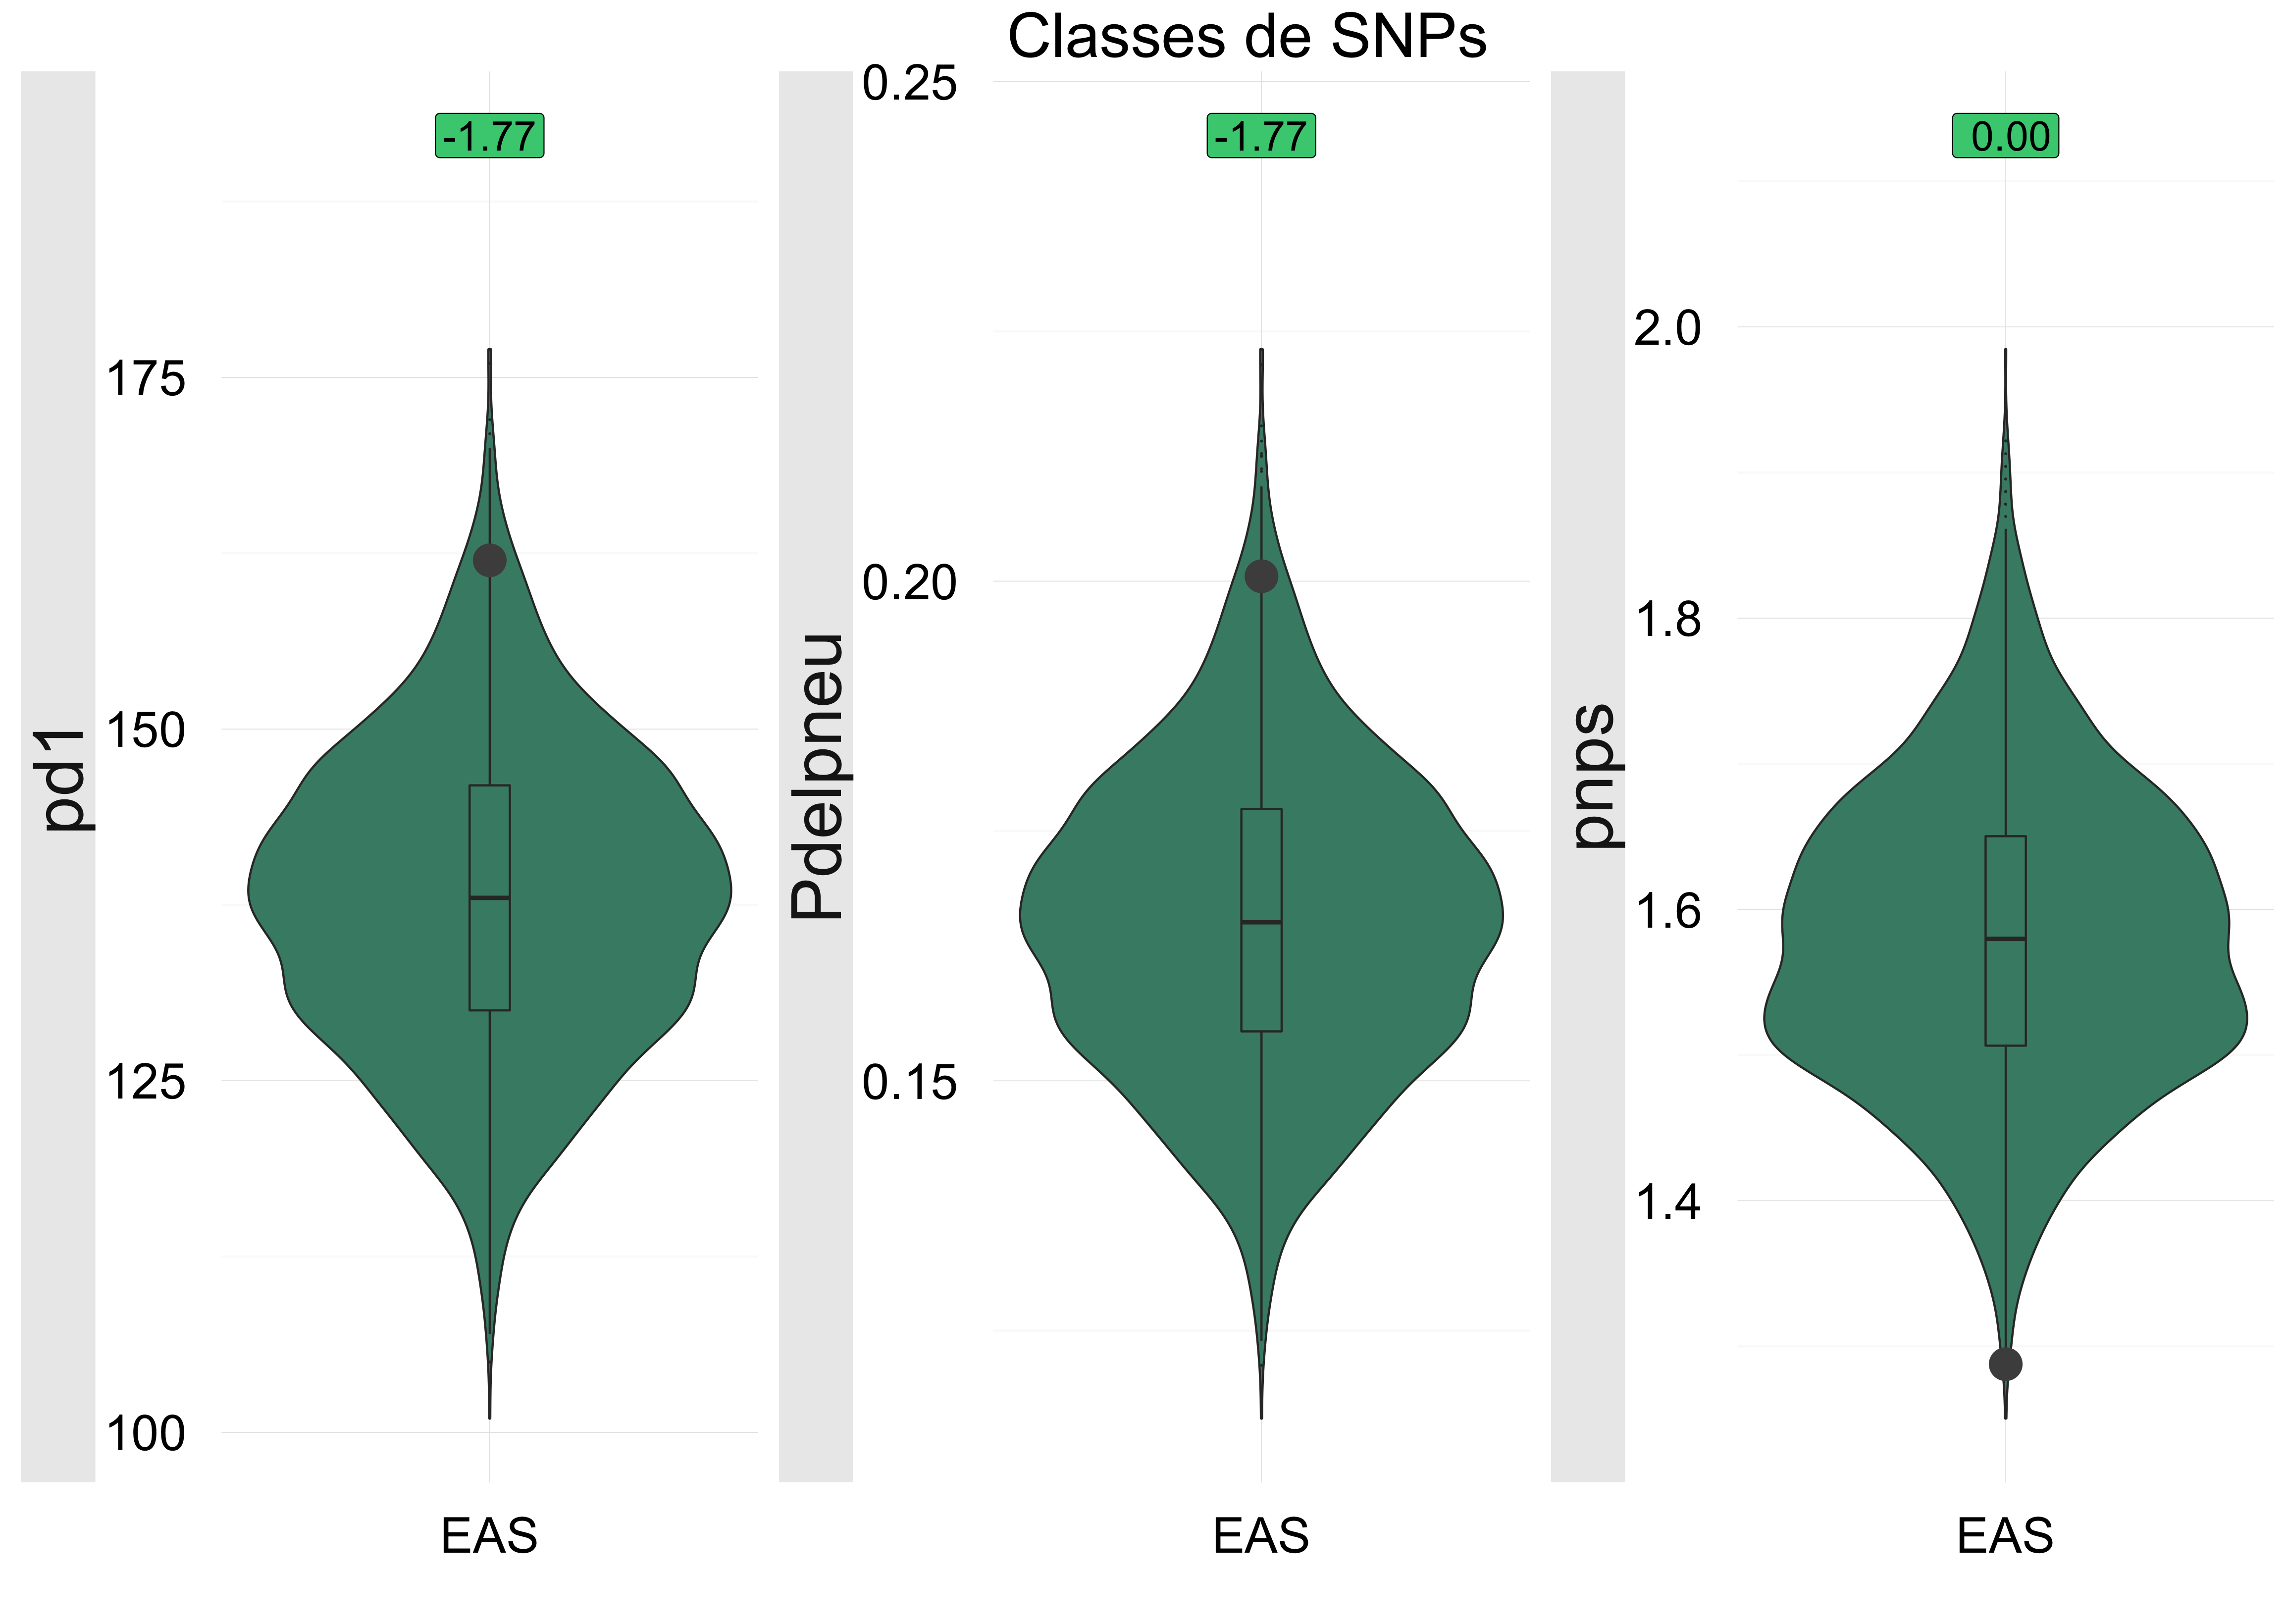 Classes de SNPs
pd1
175
150
125
100
-1.77
EAS
Pdelpneu
0.25
0.20
0.15
-1.77
EAS
pnps
2.0
1.8
1.6
1.4
0.00
EAS